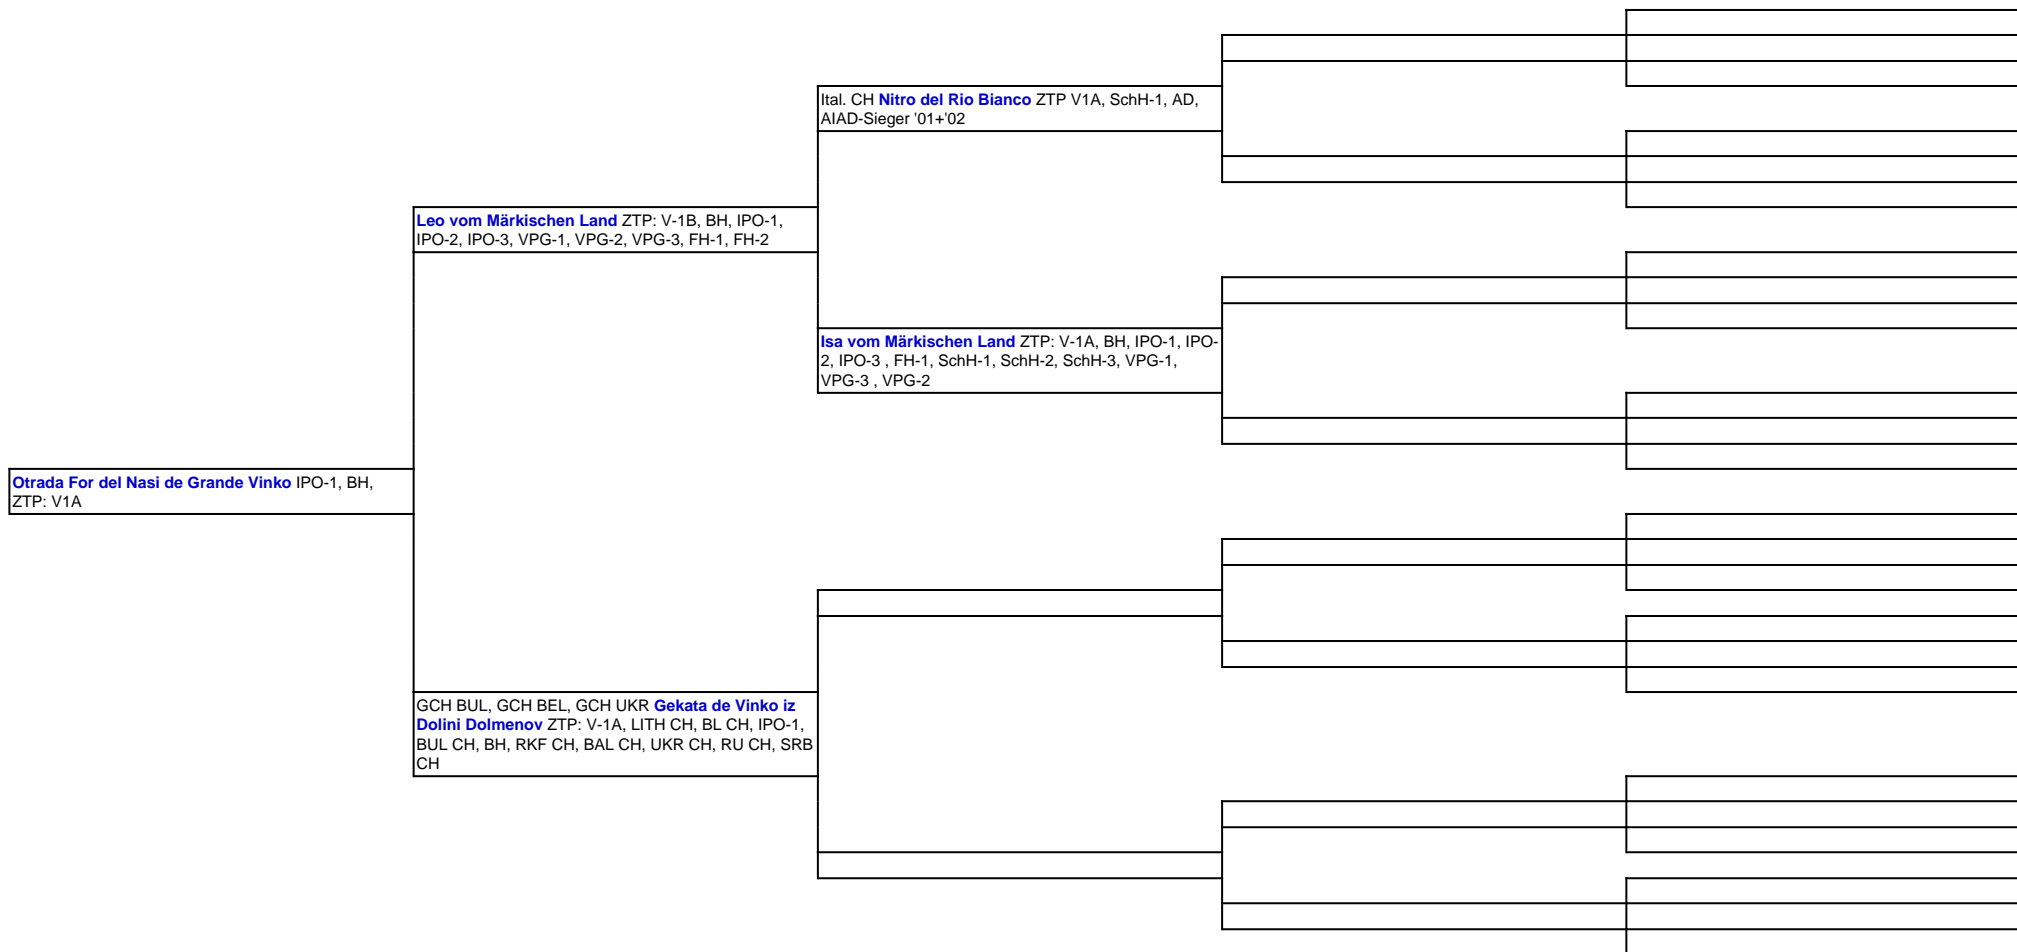 Ital. CH Nitro del Rio Bianco ZTP V1A, SchH-1, AD,
AIAD-Sieger '01+'02
Leo vom Märkischen Land ZTP: V-1B, BH, IPO-1,
IPO-2, IPO-3, VPG-1, VPG-2, VPG-3, FH-1, FH-2
Isa vom Märkischen Land ZTP: V-1A, BH, IPO-1, IPO-
2, IPO-3 , FH-1, SchH-1, SchH-2, SchH-3, VPG-1,
VPG-3 , VPG-2
Otrada For del Nasi de Grande Vinko IPO-1, BH,
ZTP: V1A
GCH BUL, GCH BEL, GCH UKR Gekata de Vinko iz
Dolini Dolmenov ZTP: V-1A, LITH CH, BL CH, IPO-1,
BUL CH, BH, RKF CH, BAL CH, UKR CH, RU CH, SRB
CH